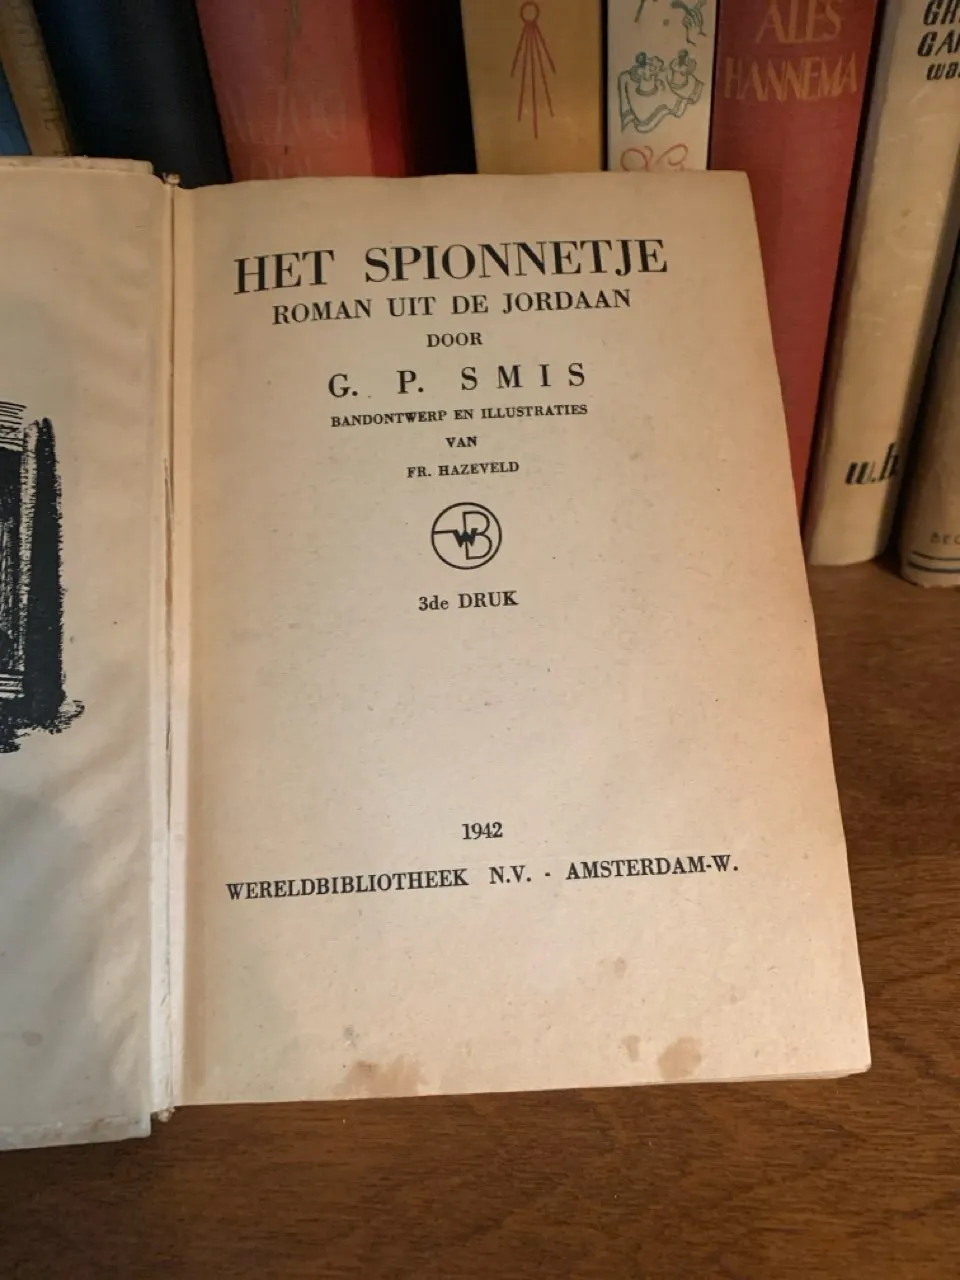 ALES
HANNEMA
w.b
HET SPIONNETJE
ROMAN UIT DE JORDAAN
DOOR
G. P. SMIS
BANDONTWERP EN ILLUSTRATIES
VAN
FR. HAZEVELD
WB
3de DRUK
1942
WERELDBIBLIOTHEEK N.V. - AMSTERDAM-W.